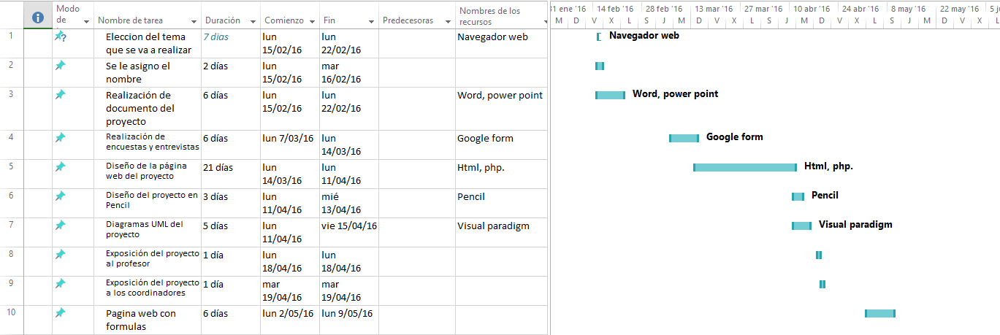 Modo de
Nombre de tarea
Duración
Comienzo
Fin
Predecesoras
Nombres de los recursos
31 ene '16 14 feb '16 28 feb '16 13 mar '16 27 mar '16 10 abr '16 24 abr '16 8 may '16 22 may '16
M D V X L S J M D V X L S J M D V X L
1 Eleccion del tema que se va a realizar 7 dias lun 15/02/16 lun 22/02/16 Navegador web
2 Se le asigno el nombre 2 días lun 15/02/16 mar 16/02/16
3 Realización de documento del proyecto 6 días lun 15/02/16 lun 22/02/16 Word, power point
4 Realización de encuestas y entrevistas 6 días lun 7/03/16 lun 14/03/16 Google form
5 Diseño de la página web del proyecto 21 días lun 14/03/16 lun 11/04/16 Html, php.
6 Diseño del proyecto en Pencil 3 días lun 11/04/16 mié 13/04/16 Pencil
7 Diagramas UML del proyecto 5 días lun 11/04/16 vie 15/04/16 Visual paradigm
8 Exposición del proyecto al profesor 1 día lun 18/04/16 lun 18/04/16
9 Exposición del proyecto a los coordinadores 1 día mar 19/04/16 mar 19/04/16
10 Pagina web con formulas 6 días lun 2/05/16 lun 9/05/16
Navegador web
Word, power point
Google form
Html, php.
Pencil
Visual paradigm